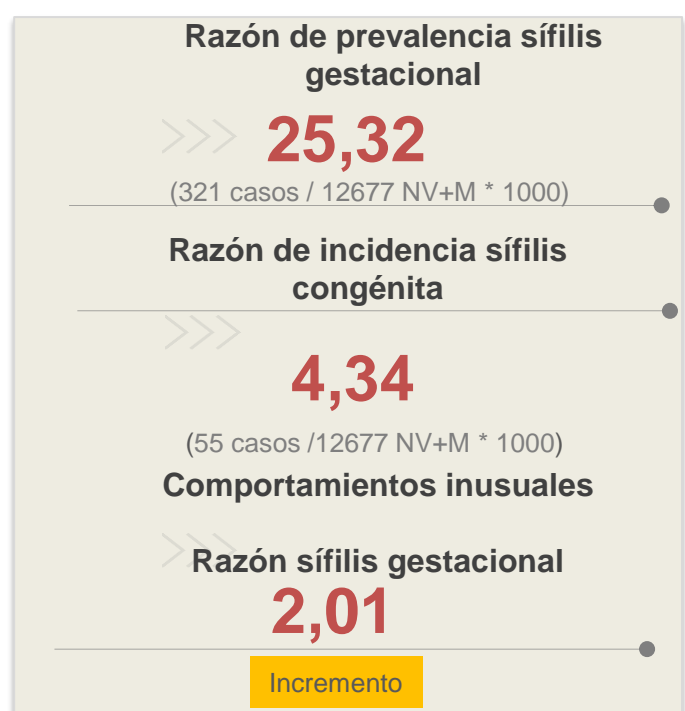 Razón de prevalencia sífilis
gestacional
25,32
(321 casos / 12677 NV+M * 1000)
Razón de incidencia sífilis
congénita
4,34
(55 casos /12677 NV+M * 1000)
Comportamientos inusuales
Razón sífilis gestacional
2,01
Incremento